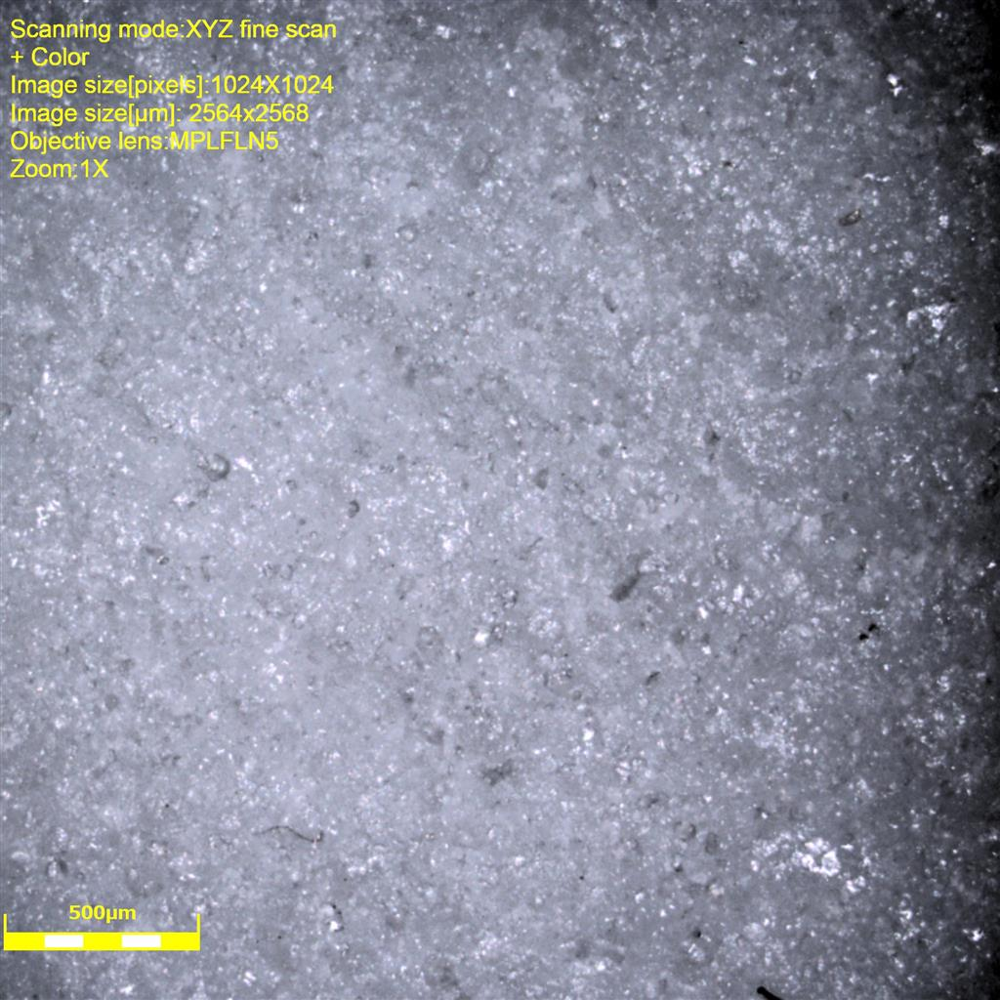 Scanning mode:XYZ fine scan
+ Color
Image size[pixels]:1024X1024
Image size[µm]: 2564x2568
Objective lens:MPLFLN5
Zoom:1X
500µm